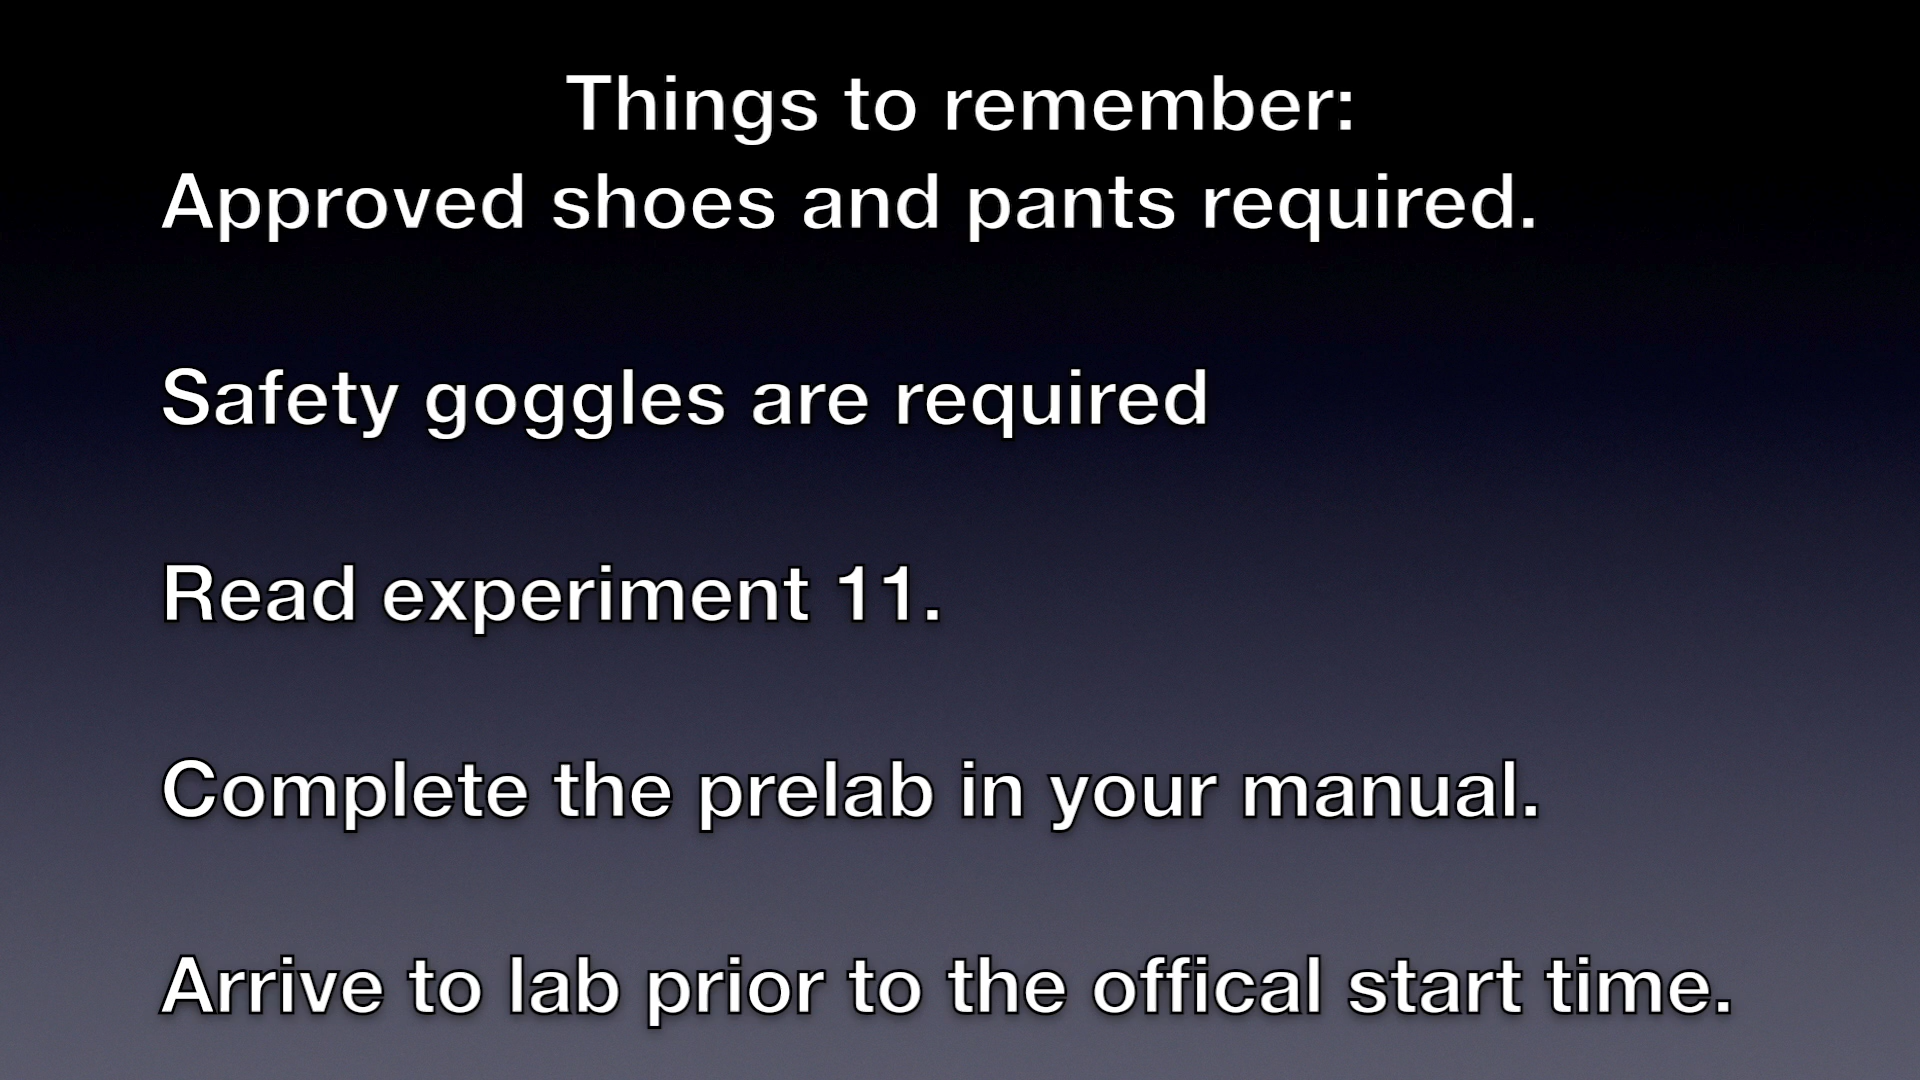 Things to remember:
Approved shoes and pants required.
Safety goggles are required
Read experiment 11.
Complete the prelab in your manual.
Arrive to lab prior to the offical start time.